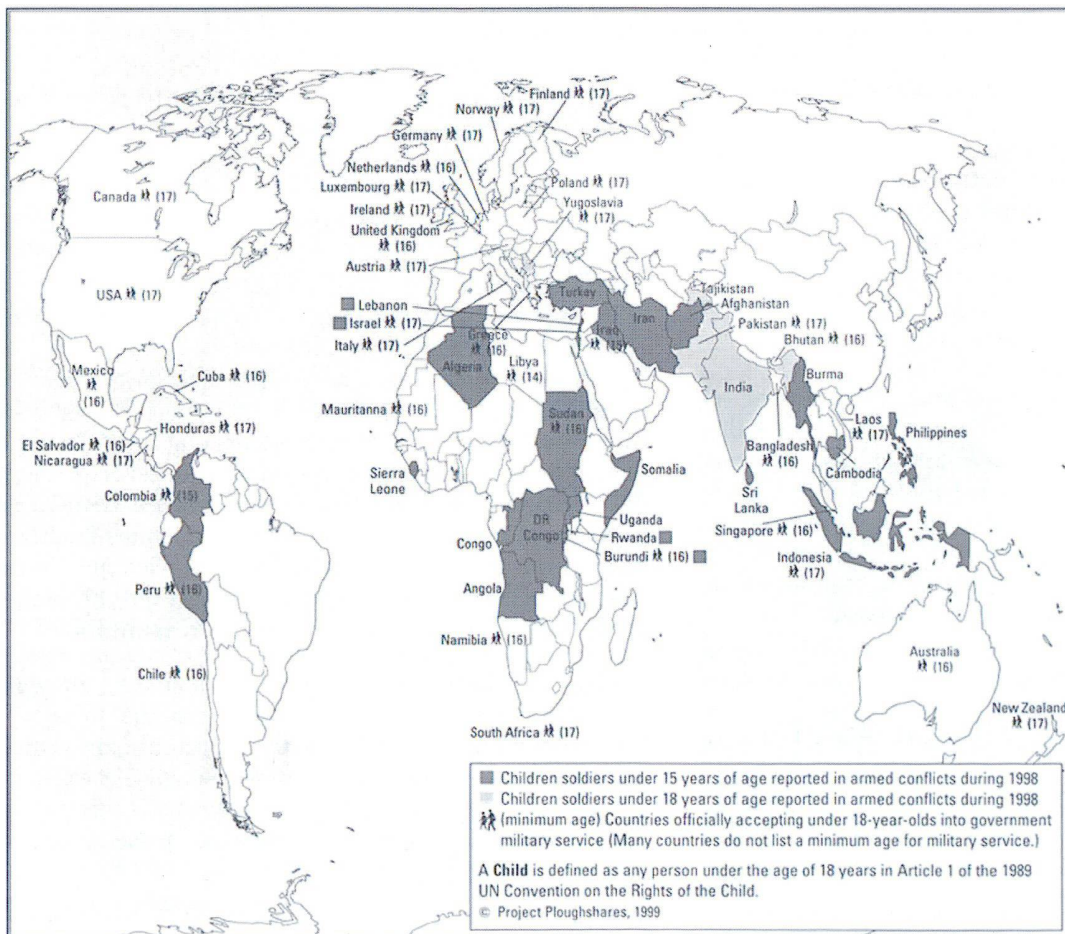 Finland (17)
Norway (17)
Germany (17)
Netherlands (16)
Luxembourg (17)
Poland (17)
Ireland (17)
Yugoslavia
(17)
United Kingdom
(16)
Austria (17)
Canada (17)
USA (17)
Lebanon
Israel (17)
Italy (17)
Turkey
Tajikistan
Afghanistan
Iran
Iraq
(15)
Pakistan (17)
Bhutan (16)
Greece
(16)
Algeria
Libya
(14)
Mexico
(16)
Cuba (16)
India
Burma
Mauritanna (16)
Honduras (17)
Sudan
(16)
Laos
(17)
Philippines
El Salvador (16)
Nicaragua (17)
Bangladesh
(16)
Cambodia
Sierra
Leone
Somalia
Sri
Lanka
Colombia (15)
Singapore (16)
Uganda
DR
Congo
Congo
Rwanda
Burundi (16)
Indonesia
(17)
Peru (16)
Angola
Namibia (16)
Australia
(16)
Chile (16)
New Zealand
(17)
South Africa (17)
Children soldiers under 15 years of age reported in armed conflicts during 1998
Children soldiers under 18 years of age reported in armed conflicts during 1998
(minimum age) Countries officially accepting under 18-year-olds into government
military service (Many countries do not list a minimum age for military service.)
A Child is defined as any person under the age of 18 years in Article 1 of the 1989
UN Convention on the Rights of the Child.
© Project Ploughshares, 1999